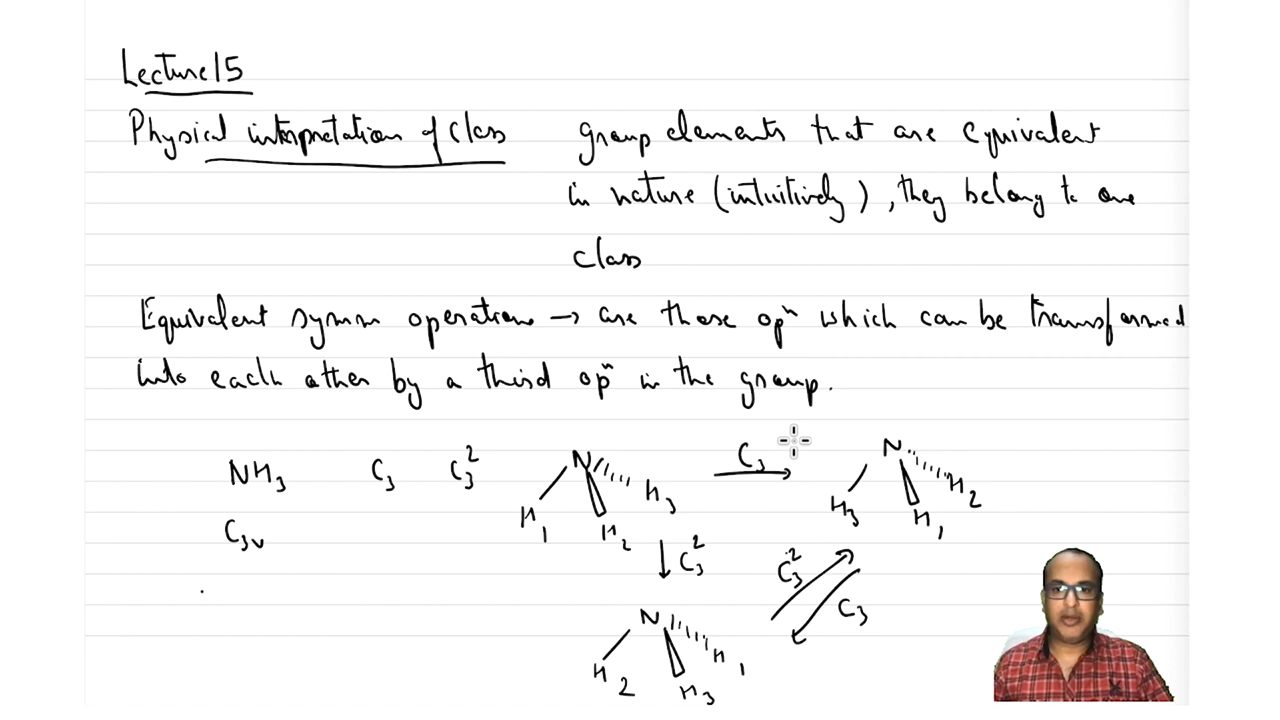 Lecture 15
Physical interpretation of class group elements that are equivalent
in nature (intuitively), they belong to one
class
Equivalent symm operations → are those opⁿ which can be transformed
into each other by a third opⁿ in the group.
NH₃ C₃ C₃² N H₁ H₂ H₃ C₃ N H₃ H₁ H₂
C₃ᵥ
C₃² C₃² C₃
N H₂ H₃ H₁